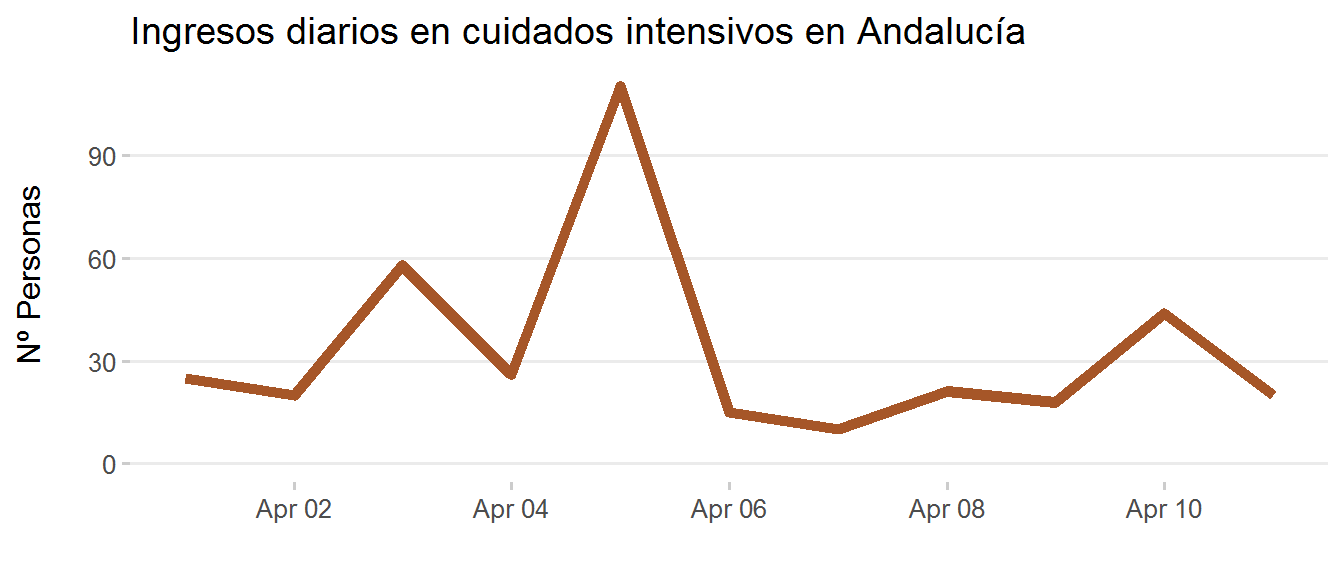 Ingresos diarios en cuidados intensivos en Andalucía
Nº Personas
90
60
30
0
Apr 02 Apr 04 Apr 06 Apr 08 Apr 10